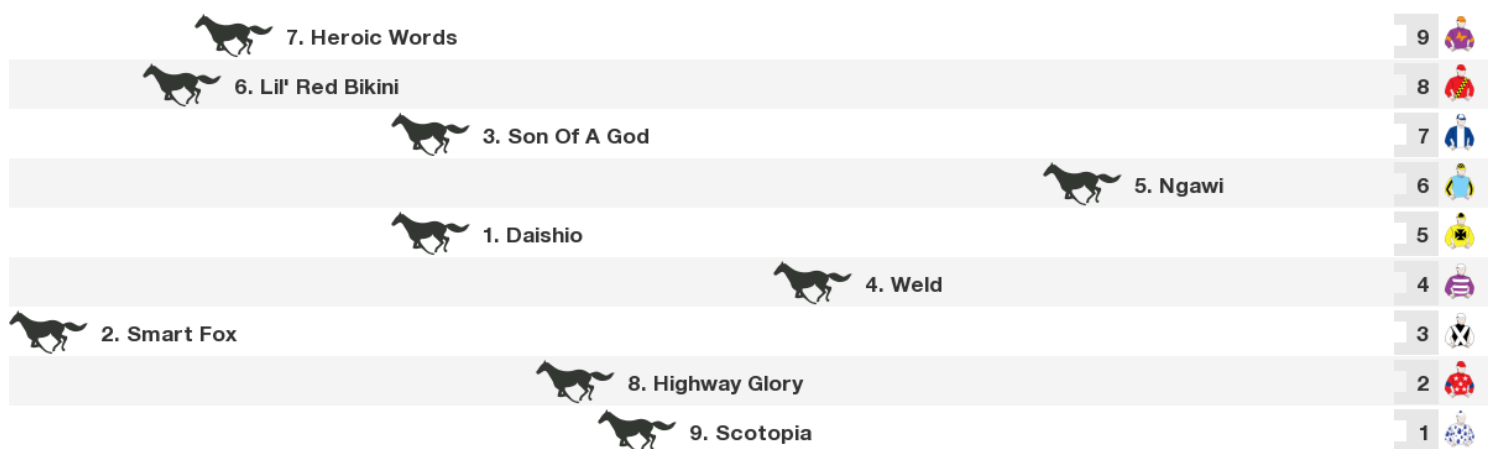 7. Heroic Words 9
6. Lil' Red Bikini 8
3. Son Of A God 7
5. Ngawi 6
1. Daishio 5
4. Weld 4
2. Smart Fox 3
8. Highway Glory 2
9. Scotopia 1